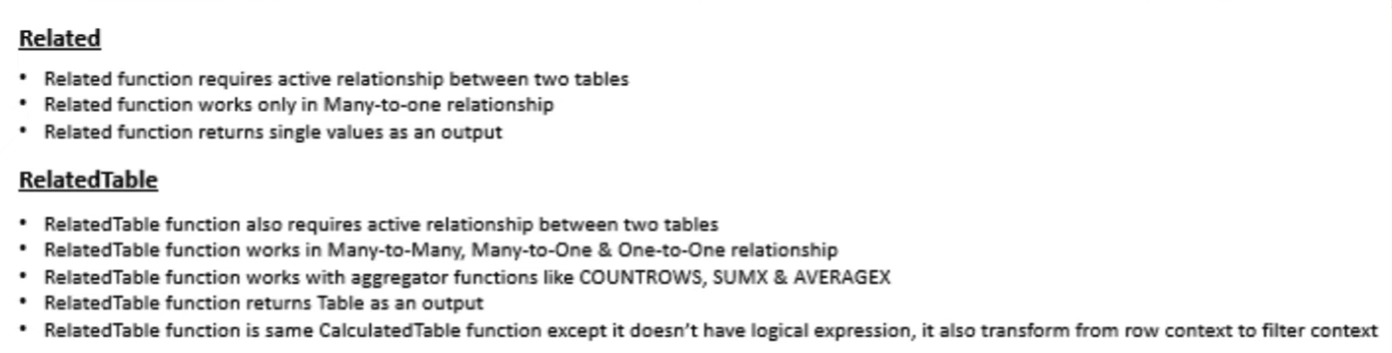 Related
• Related function requires active relationship between two tables
• Related function works only in Many-to-one relationship
• Related function returns single values as an output
RelatedTable
• RelatedTable function also requires active relationship between two tables
• RelatedTable function works in Many-to-Many, Many-to-One & One-to-One relationship
• RelatedTable function works with aggregator functions like COUNTROWS, SUMX & AVERAGEX
• RelatedTable function returns Table as an output
• RelatedTable function is same CalculatedTable function except it doesn't have logical expression, it also transform from row context to filter context